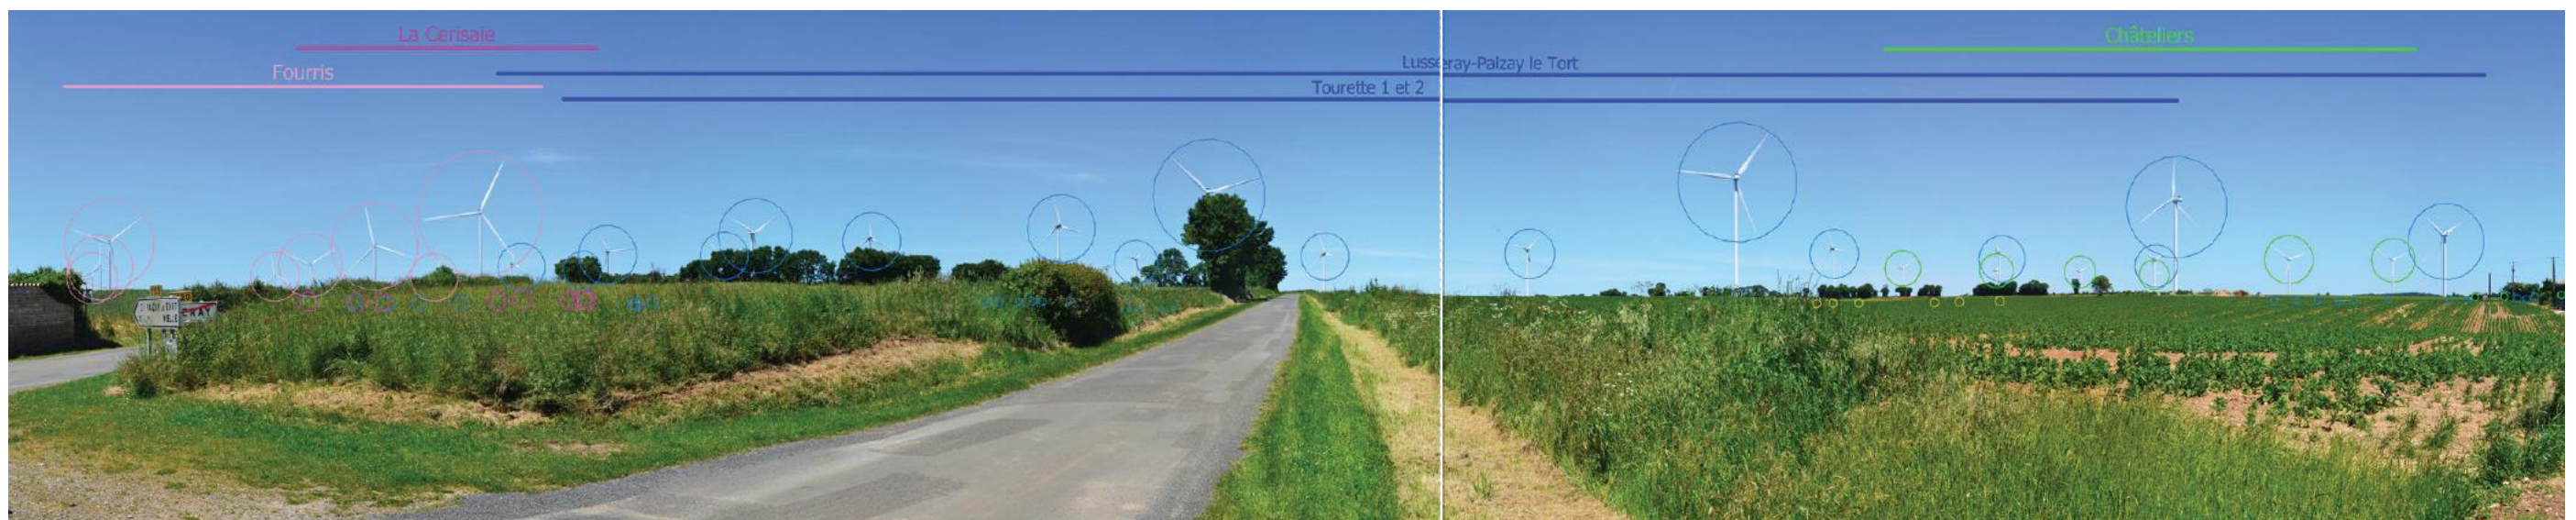 La Cerisaie
Châteliers
Fourris
Lusseray-Paizay le Tort
Tourette 1 et 2